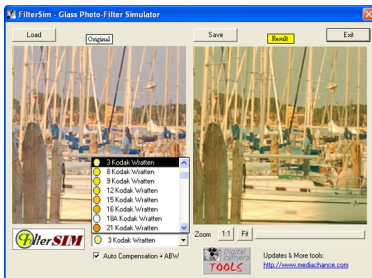 FilterSim - Glass Photo-Filter Simulator
Load
Original
Save
Result
Exit
3 Kodak Wratten
8 Kodak Wratten
9 Kodak Wratten
12 Kodak Wratten
15 Kodak Wratten
16 Kodak Wratten
18A Kodak Wratten
21 Kodak Wratten
FilterSIM
3 Kodak Wratten
Auto Compensation + ABW
Zoom
1:1
Fit
Digital
camera
TOOLS
Updates & More tools:
http://www.mediachance.com